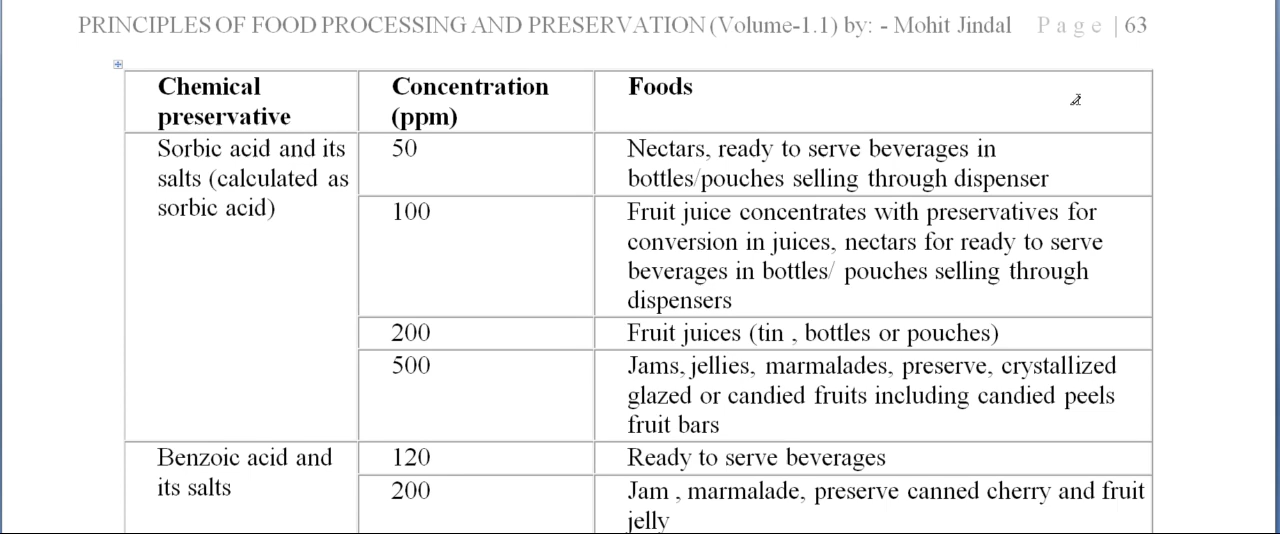 PRINCIPLES OF FOOD PROCESSING AND PRESERVATION (Volume-1.1) by: - Mohit Jindal Page | 63
Chemical preservative
Concentration (ppm)
Foods
Sorbic acid and its
salts (calculated as
sorbic acid)
50
Nectars, ready to serve beverages in
bottles/pouches selling through dispenser
100
Fruit juice concentrates with preservatives for
conversion in juices, nectars for ready to serve
beverages in bottles/ pouches selling through
dispensers
200
Fruit juices (tin , bottles or pouches)
500
Jams, jellies, marmalades, preserve, crystallized
glazed or candied fruits including candied peels
fruit bars
Benzoic acid and
its salts
120
Ready to serve beverages
200
Jam , marmalade, preserve canned cherry and fruit
jelly